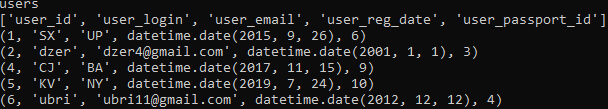 users
['user_id', 'user_login', 'user_email', 'user_reg_date', 'user_passport_id']
(1, 'SX', 'UP', datetime.date(2015, 9, 26), 6)
(2, 'dzer', 'dzer4@gmail.com', datetime.date(2001, 1, 1), 3)
(4, 'CJ', 'BA', datetime.date(2017, 11, 15), 9)
(5, 'KV', 'NY', datetime.date(2019, 7, 24), 10)
(6, 'ubri', 'ubri11@gmail.com', datetime.date(2012, 12, 12), 4)